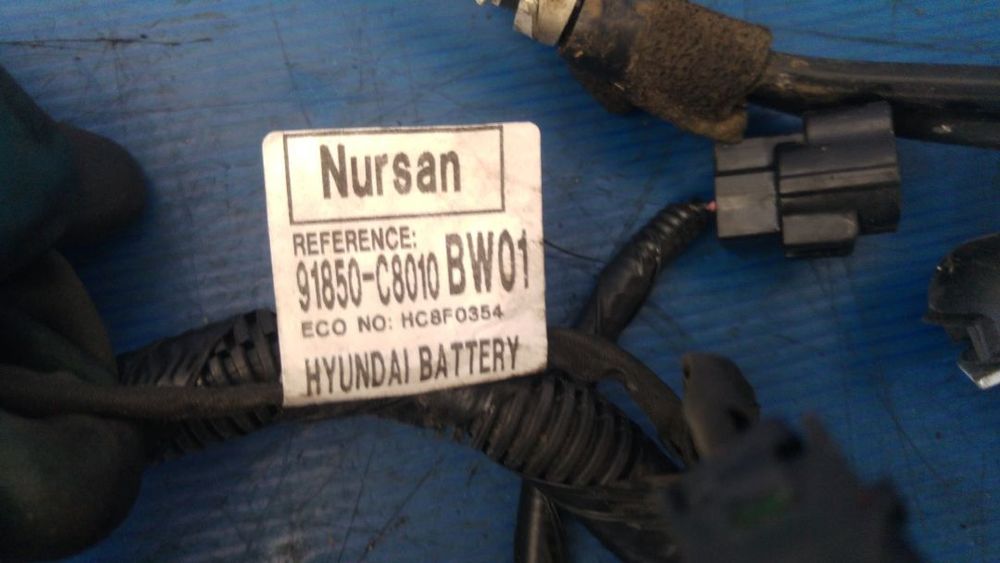 Nursan
REFERENCE:
91850-C8010 BW01
ECO NO: HC8F0354
HYUNDAI BATTERY